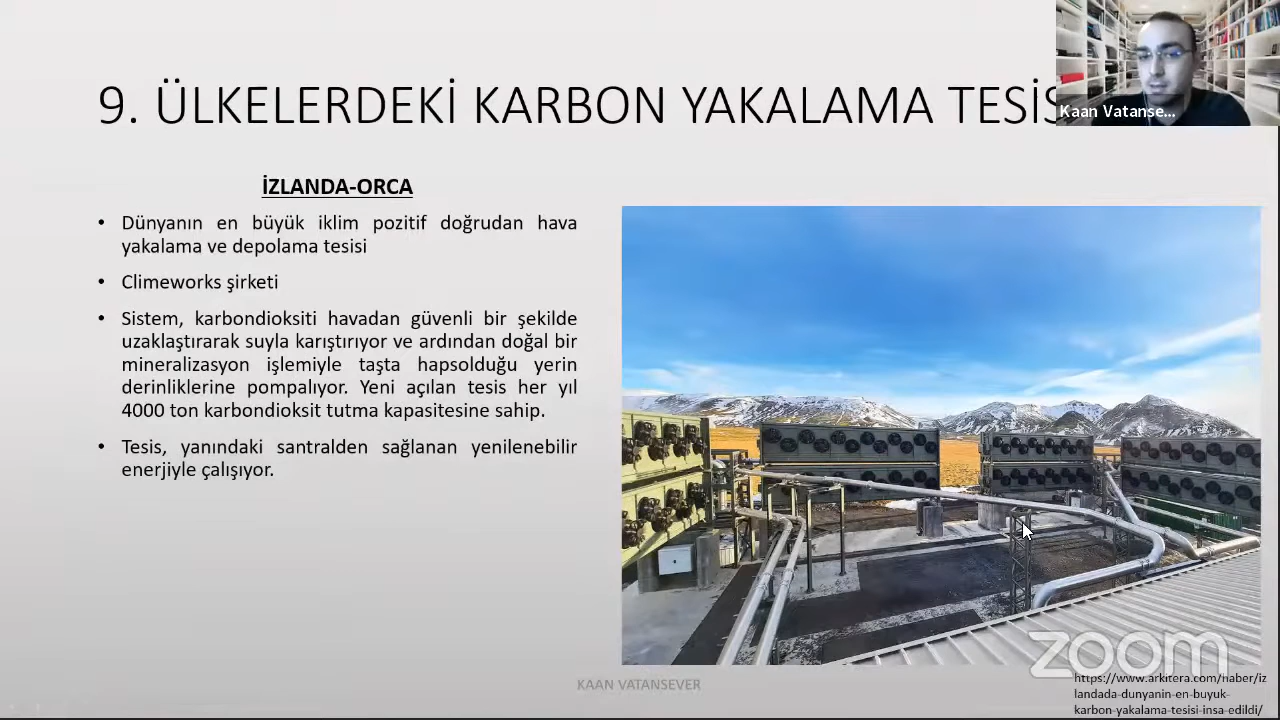 9. ÜLKELERDEKİ KARBON YAKALAMA TESİS
Kaan Vatanse...
İZLANDA-ORCA
• Dünyanın en büyük iklim pozitif doğrudan hava
yakalama ve depolama tesisi
• Climeworks şirketi
• Sistem, karbondioksiti havadan güvenli bir şekilde
uzaklaştırarak suyla karıştırıyor ve ardından doğal bir
mineralizasyon işlemiyle taşta hapsolduğu yerin
derinliklerine pompalıyor. Yeni açılan tesis her yıl
4000 ton karbondioksit tutma kapasitesine sahip.
• Tesis, yanındaki santralden sağlanan yenilenebilir
enerjiyle çalışıyor.
zoom
KAAN VATANSEVER
https://www.arkitera.com/haber/iz
landada-dunyanin-en-buyuk-
karbon-yakalama-tesisi-insa-edildi/